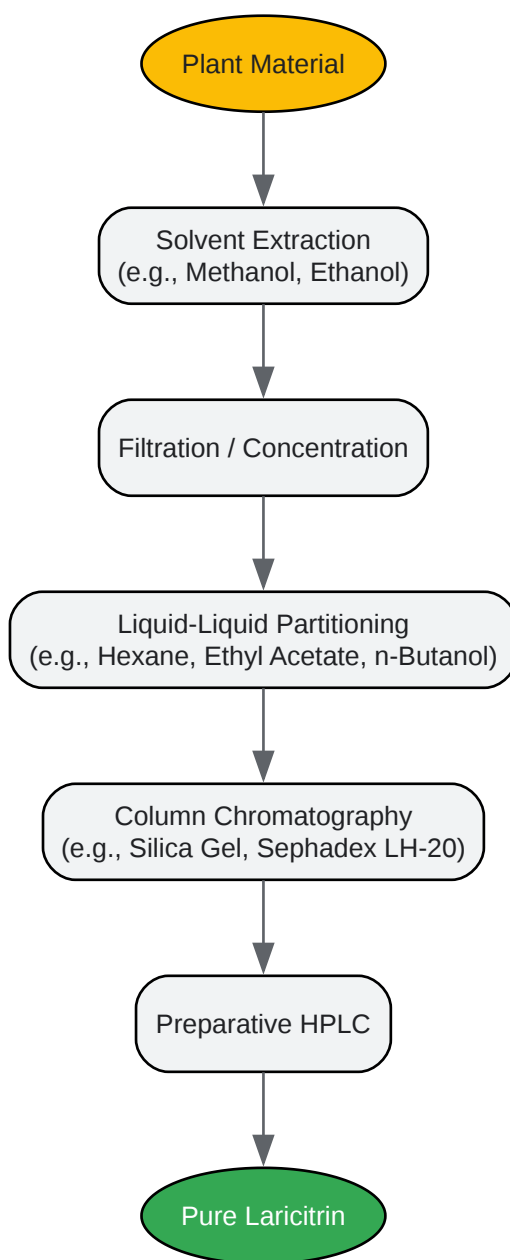 Plant Material
Solvent Extraction
(e.g., Methanol, Ethanol)
Filtration / Concentration
Liquid-Liquid Partitioning
(e.g., Hexane, Ethyl Acetate, n-Butanol)
Column Chromatography
(e.g., Silica Gel, Sephadex LH-20)
Preparative HPLC
Pure Laricitrin